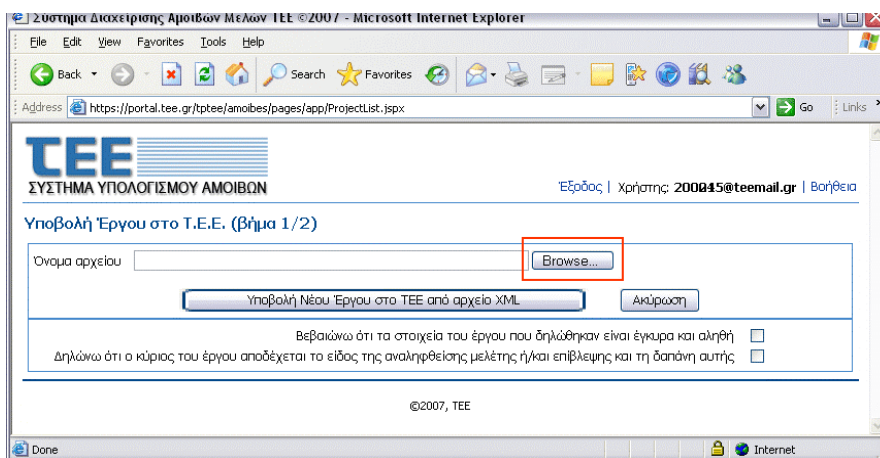 Σύστημα Διαχείρισης Αμοιβών Μελών ΤΕΕ ©2007 - Microsoft Internet Explorer
File Edit View Favorites Tools Help
Back Search Favorites
Address https://portal.tee.gr/tptee/amoibes/pages/app/ProjectList.jspx Go Links
ΤΕΕ
ΣΥΣΤΗΜΑ ΥΠΟΛΟΓΙΣΜΟΥ ΑΜΟΙΒΩΝ
Έξοδος | Χρήστης: 200045@teemail.gr | Βοήθεια
Υποβολή Έργου στο Τ.Ε.Ε. (βήμα 1/2)
Όνομα αρχείου Browse...
Υποβολή Νέου Έργου στο ΤΕΕ από αρχείο XML Ακύρωση
Βεβαιώνω ότι τα στοιχεία του έργου που δηλώθηκαν είναι έγκυρα και αληθή
Δηλώνω ότι ο κύριος του έργου αποδέχεται το είδος της αναληφθείσης μελέτης ή/και επίβλεψης και τη δαπάνη αυτής
©2007, TEE
Done Internet